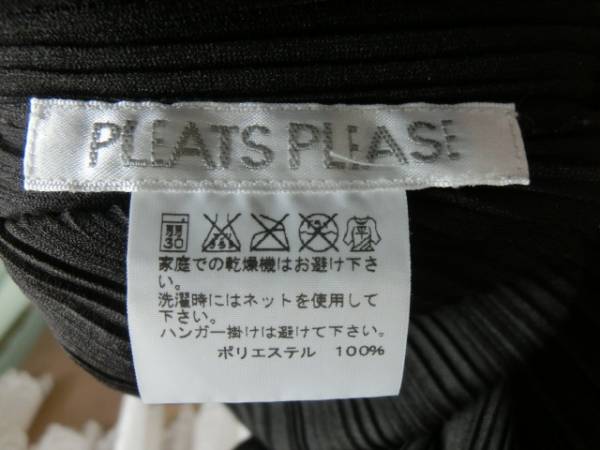 PLEATS PLEASE
30
平
家庭での乾燥機はお避け下さ
い。
洗濯時にはネットを使用して
下さい。
ハンガー掛けは避けて下さい。
ポリエステル 100%